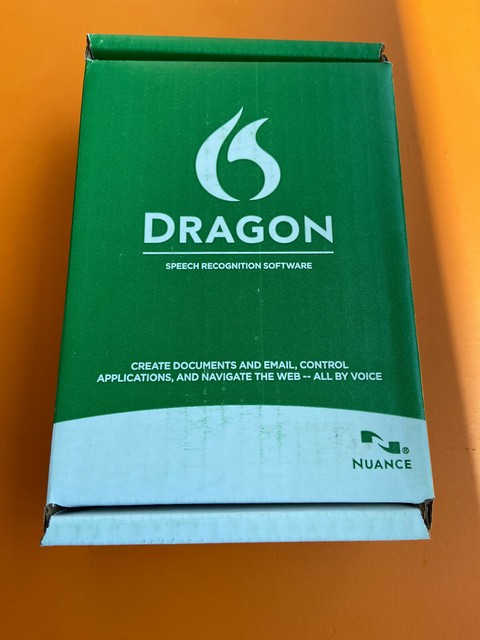 DRAGON
SPEECH RECOGNITION SOFTWARE
CREATE DOCUMENTS AND EMAIL, CONTROL
APPLICATIONS, AND NAVIGATE THE WEB -- ALL BY VOICE
®
NUANCE